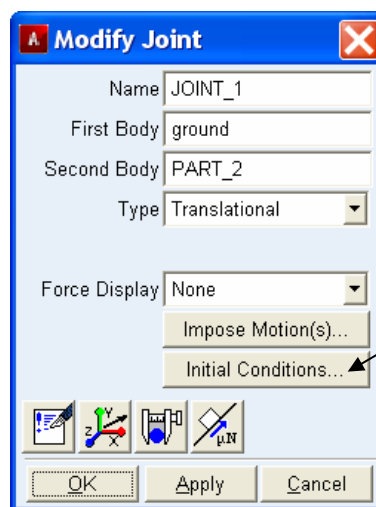 A. Modify Joint
Name JOINT_1
First Body ground
Second Body PART_2
Type Translational
Force Display None
Impose Motion(s)...
Initial Conditions...
Z Y X μN
OK Apply Cancel